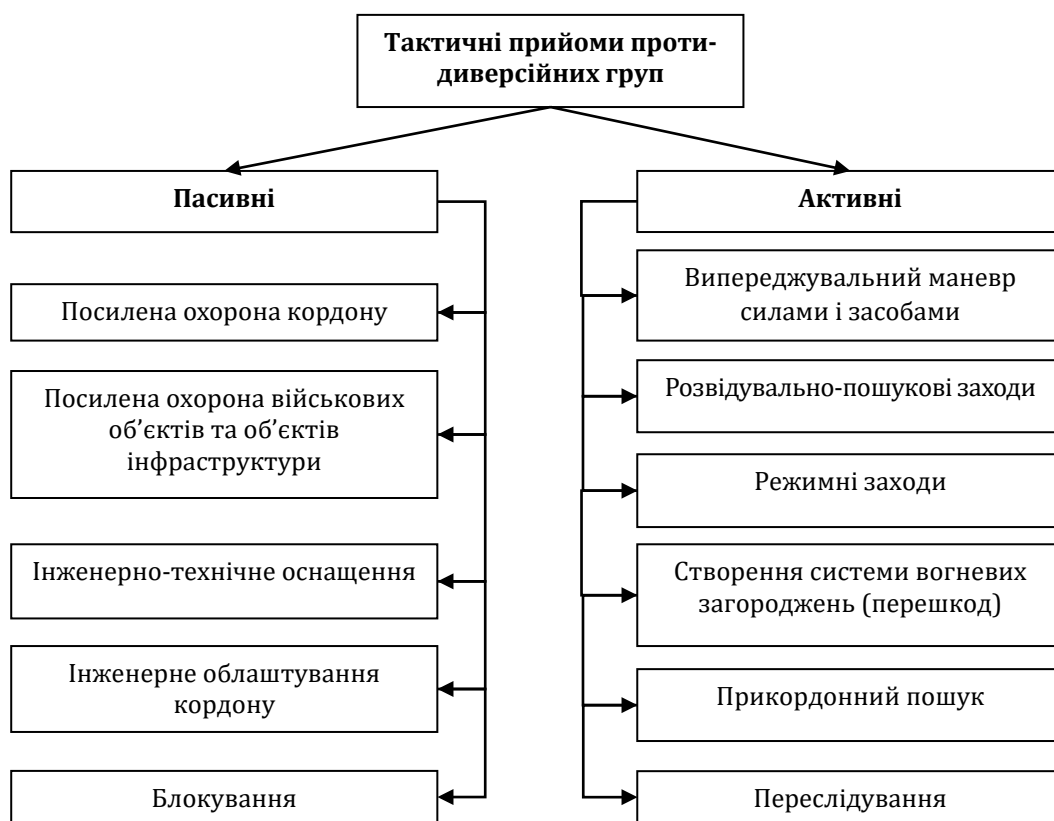 Тактичні прийоми проти-
диверсійних груп
Пасивні
Посилена охорона кордону
Посилена охорона військових
об’єктів та об’єктів
інфраструктури
Інженерно-технічне оснащення
Інженерне облаштування
кордону
Блокування
Активні
Випереджувальний маневр
силами і засобами
Розвідувально-пошукові заходи
Режимні заходи
Створення системи вогневих
загороджень (перешкод)
Прикордонний пошук
Переслідування